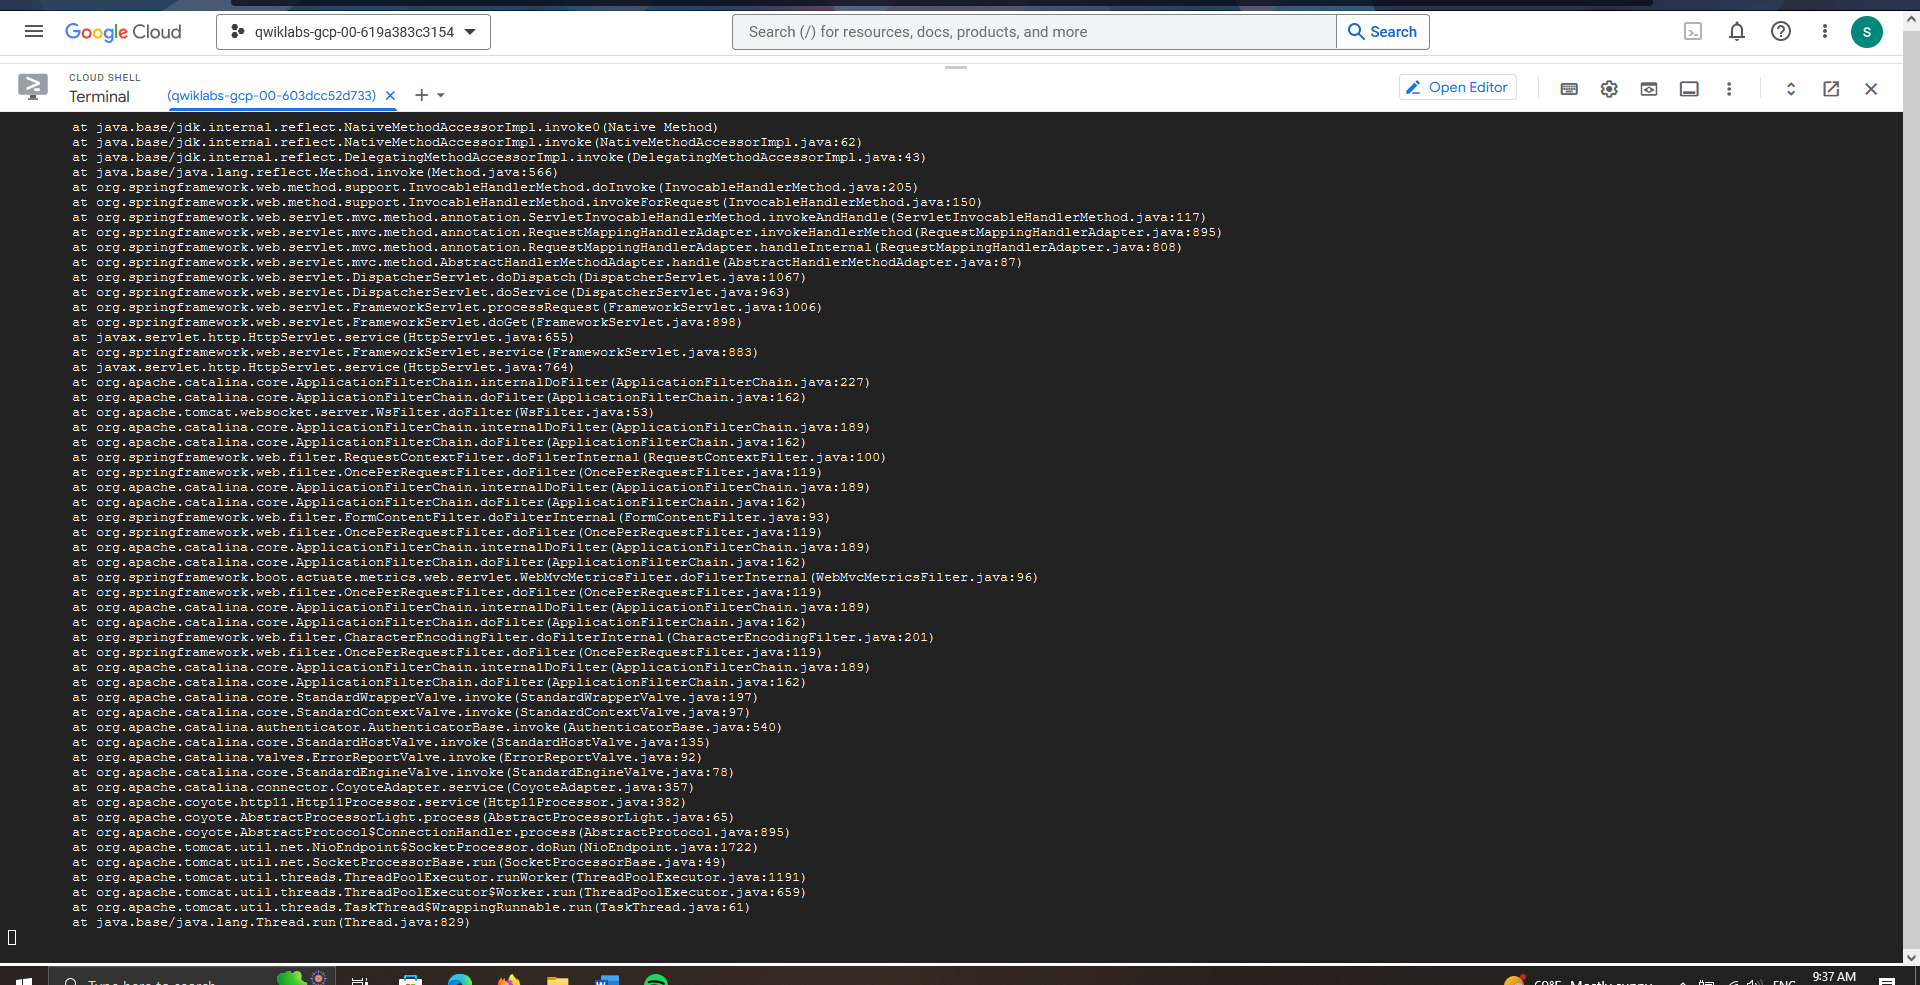 Google Cloud
qwiklabs-gcp-00-619a383c3154
Search (/) for resources, docs, products, and more
Search
S
CLOUD SHELL
Terminal
(qwiklabs-gcp-00-603dcc52d733)
Open Editor
at java.base/jdk.internal.reflect.NativeMethodAccessorImpl.invoke0(Native Method)
at java.base/jdk.internal.reflect.NativeMethodAccessorImpl.invoke(NativeMethodAccessorImpl.java:62)
at java.base/jdk.internal.reflect.DelegatingMethodAccessorImpl.invoke(DelegatingMethodAccessorImpl.java:43)
at java.base/java.lang.reflect.Method.invoke(Method.java:566)
at org.springframework.web.method.support.InvocableHandlerMethod.doInvoke(InvocableHandlerMethod.java:205)
at org.springframework.web.method.support.InvocableHandlerMethod.invokeForRequest(InvocableHandlerMethod.java:150)
at org.springframework.web.servlet.mvc.method.annotation.ServletInvocableHandlerMethod.invokeAndHandle(ServletInvocableHandlerMethod.java:117)
at org.springframework.web.servlet.mvc.method.annotation.RequestMappingHandlerAdapter.invokeHandlerMethod(RequestMappingHandlerAdapter.java:895)
at org.springframework.web.servlet.mvc.method.annotation.RequestMappingHandlerAdapter.handleInternal(RequestMappingHandlerAdapter.java:808)
at org.springframework.web.servlet.mvc.method.AbstractHandlerMethodAdapter.handle(AbstractHandlerMethodAdapter.java:87)
at org.springframework.web.servlet.DispatcherServlet.doDispatch(DispatcherServlet.java:1067)
at org.springframework.web.servlet.DispatcherServlet.doService(DispatcherServlet.java:963)
at org.springframework.web.servlet.FrameworkServlet.processRequest(FrameworkServlet.java:1006)
at org.springframework.web.servlet.FrameworkServlet.doGet(FrameworkServlet.java:898)
at javax.servlet.http.HttpServlet.service(HttpServlet.java:655)
at org.springframework.web.servlet.FrameworkServlet.service(FrameworkServlet.java:883)
at javax.servlet.http.HttpServlet.service(HttpServlet.java:764)
at org.apache.catalina.core.ApplicationFilterChain.internalDoFilter(ApplicationFilterChain.java:227)
at org.apache.catalina.core.ApplicationFilterChain.doFilter(ApplicationFilterChain.java:162)
at org.apache.tomcat.websocket.server.WsFilter.doFilter(WsFilter.java:53)
at org.apache.catalina.core.ApplicationFilterChain.internalDoFilter(ApplicationFilterChain.java:189)
at org.apache.catalina.core.ApplicationFilterChain.doFilter(ApplicationFilterChain.java:162)
at org.springframework.web.filter.RequestContextFilter.doFilterInternal(RequestContextFilter.java:100)
at org.springframework.web.filter.OncePerRequestFilter.doFilter(OncePerRequestFilter.java:119)
at org.apache.catalina.core.ApplicationFilterChain.internalDoFilter(ApplicationFilterChain.java:189)
at org.apache.catalina.core.ApplicationFilterChain.doFilter(ApplicationFilterChain.java:162)
at org.springframework.web.filter.FormContentFilter.doFilterInternal(FormContentFilter.java:93)
at org.springframework.web.filter.OncePerRequestFilter.doFilter(OncePerRequestFilter.java:119)
at org.apache.catalina.core.ApplicationFilterChain.internalDoFilter(ApplicationFilterChain.java:189)
at org.apache.catalina.core.ApplicationFilterChain.doFilter(ApplicationFilterChain.java:162)
at org.springframework.boot.actuate.metrics.web.servlet.WebMvcMetricsFilter.doFilterInternal(WebMvcMetricsFilter.java:96)
at org.springframework.web.filter.OncePerRequestFilter.doFilter(OncePerRequestFilter.java:119)
at org.apache.catalina.core.ApplicationFilterChain.internalDoFilter(ApplicationFilterChain.java:189)
at org.apache.catalina.core.ApplicationFilterChain.doFilter(ApplicationFilterChain.java:162)
at org.springframework.web.filter.CharacterEncodingFilter.doFilterInternal(CharacterEncodingFilter.java:201)
at org.springframework.web.filter.OncePerRequestFilter.doFilter(OncePerRequestFilter.java:119)
at org.apache.catalina.core.ApplicationFilterChain.internalDoFilter(ApplicationFilterChain.java:189)
at org.apache.catalina.core.ApplicationFilterChain.doFilter(ApplicationFilterChain.java:162)
at org.apache.catalina.core.StandardWrapperValve.invoke(StandardWrapperValve.java:197)
at org.apache.catalina.core.StandardContextValve.invoke(StandardContextValve.java:97)
at org.apache.catalina.authenticator.AuthenticatorBase.invoke(AuthenticatorBase.java:540)
at org.apache.catalina.core.StandardHostValve.invoke(StandardHostValve.java:135)
at org.apache.catalina.valves.ErrorReportValve.invoke(ErrorReportValve.java:92)
at org.apache.catalina.core.StandardEngineValve.invoke(StandardEngineValve.java:78)
at org.apache.catalina.connector.CoyoteAdapter.service(CoyoteAdapter.java:357)
at org.apache.coyote.http11.Http11Processor.service(Http11Processor.java:382)
at org.apache.coyote.AbstractProcessorLight.process(AbstractProcessorLight.java:65)
at org.apache.coyote.AbstractProtocol$ConnectionHandler.process(AbstractProtocol.java:895)
at org.apache.tomcat.util.net.NioEndpoint$SocketProcessor.doRun(NioEndpoint.java:1722)
at org.apache.tomcat.util.net.SocketProcessorBase.run(SocketProcessorBase.java:49)
at org.apache.tomcat.util.threads.ThreadPoolExecutor.runWorker(ThreadPoolExecutor.java:1191)
at org.apache.tomcat.util.threads.ThreadPoolExecutor$Worker.run(ThreadPoolExecutor.java:659)
at org.apache.tomcat.util.threads.TaskThread$WrappingRunnable.run(TaskThread.java:61)
at java.base/java.lang.Thread.run(Thread.java:829)
Type here to search
69°F Mostly sunny
ENG
9:37 AM